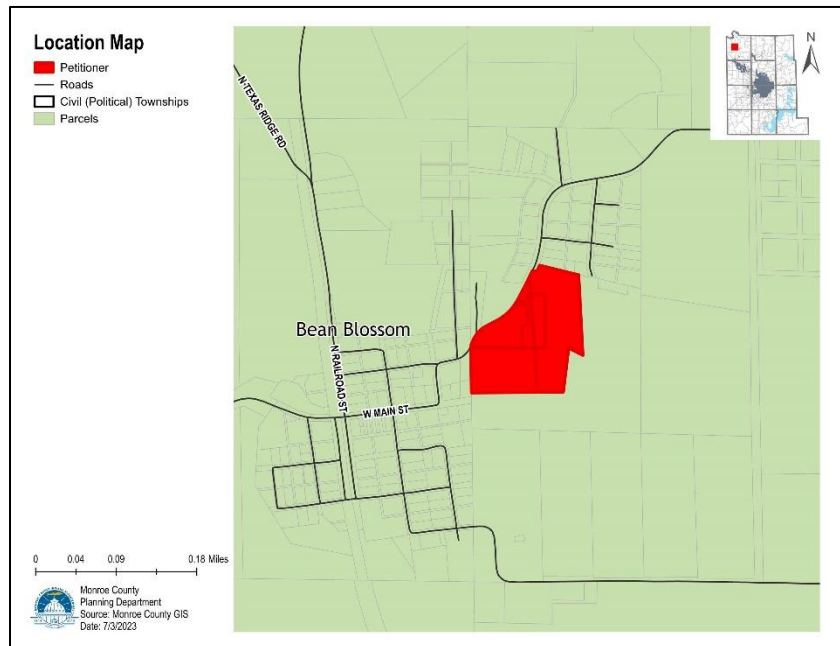 Location Map
Petitioner
Roads
Civil (Political) Townships
Parcels
N
N TEXAS RIDGE RD
Bean Blossom
N RAILROAD ST
W MAIN ST
0 0.04 0.09 0.18 Miles
Monroe County
Planning Department
Source: Monroe County GIS
Date: 7/3/2023